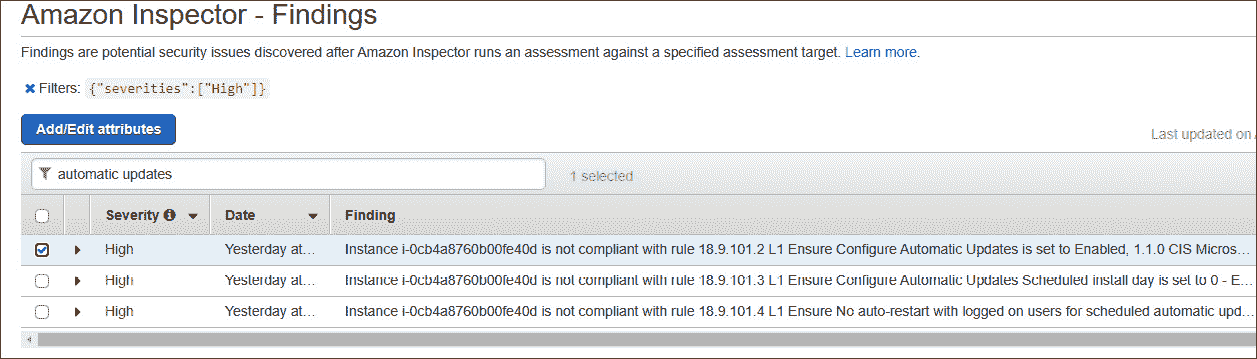 Amazon Inspector - Findings
Findings are potential security issues discovered after Amazon Inspector runs an assessment against a specified assessment target. Learn more.
Filters: {"severities":["High"]}
Add/Edit attributes
Last updated on
automatic updates
1 selected
Severity Date Finding
High Yesterday at... Instance i-0cb4a8760b00fe40d is not compliant with rule 18.9.101.2 L1 Ensure Configure Automatic Updates is set to Enabled, 1.1.0 CIS Micros...
High Yesterday at... Instance i-0cb4a8760b00fe40d is not compliant with rule 18.9.101.3 L1 Ensure Configure Automatic Updates Scheduled install day is set to 0 - E...
High Yesterday at... Instance i-0cb4a8760b00fe40d is not compliant with rule 18.9.101.4 L1 Ensure No auto-restart with logged on users for scheduled automatic upd...